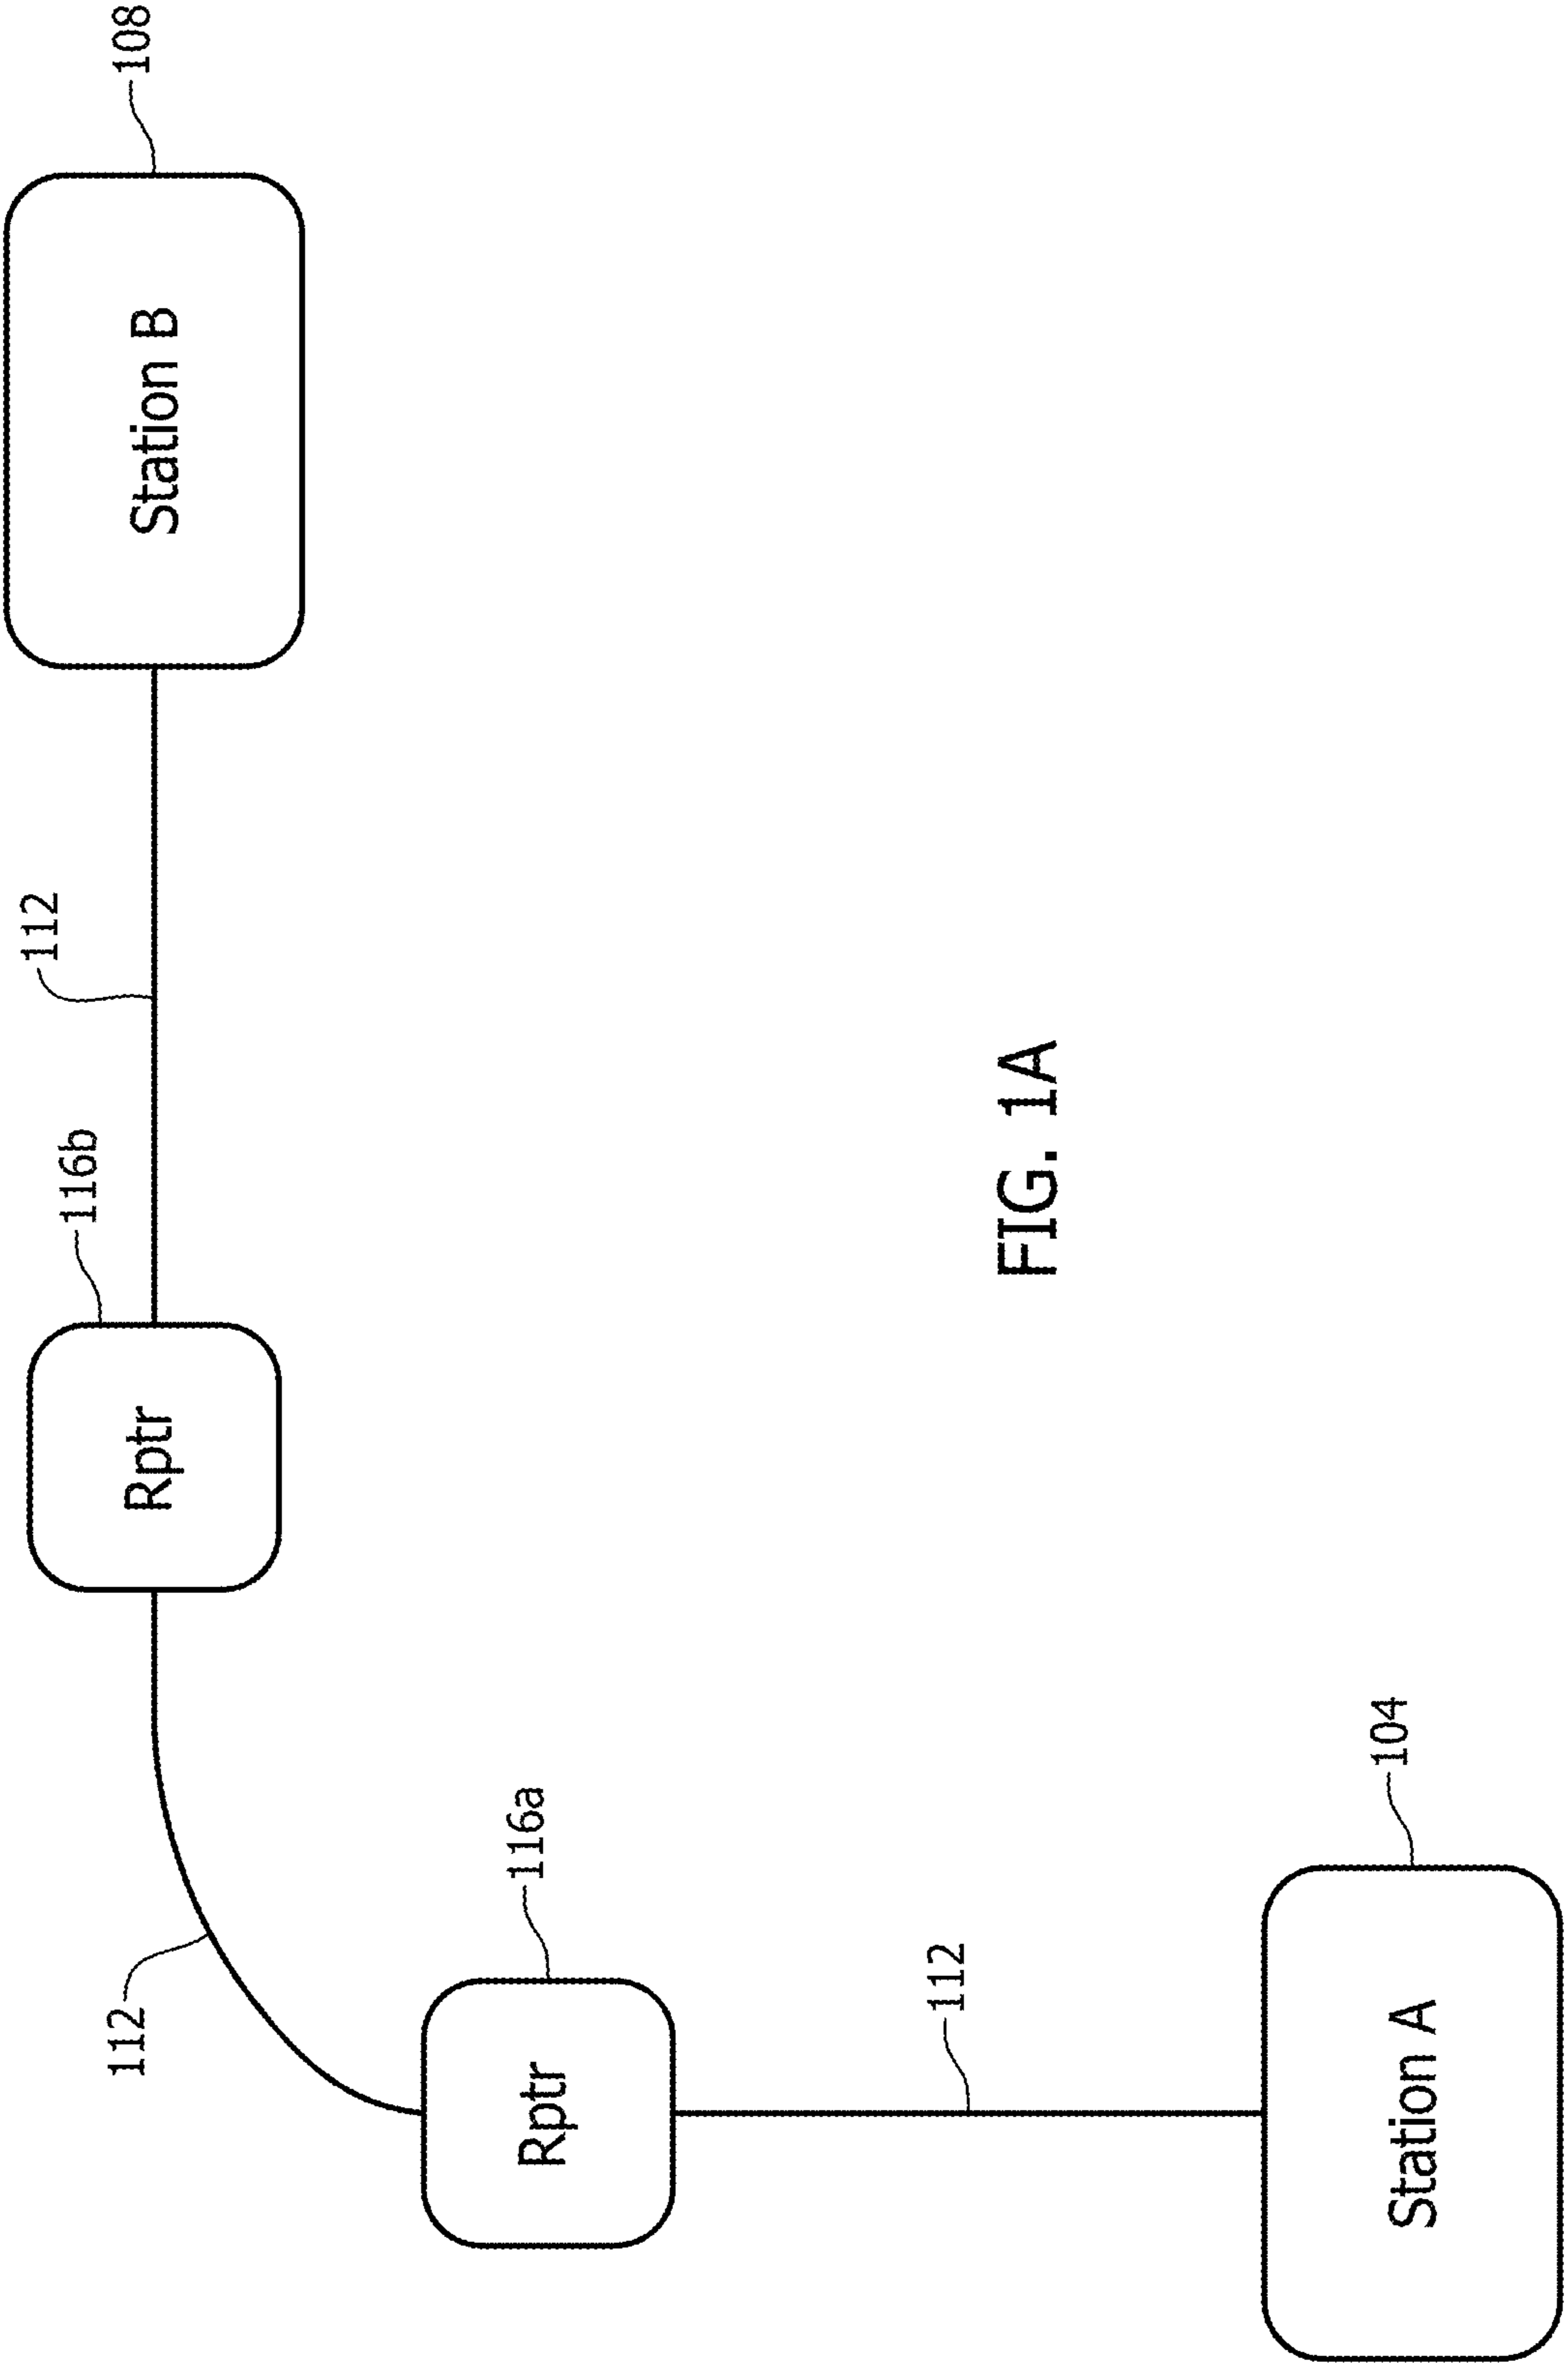 112
116b
112
108
Rptr
Station B
116a
Rptr
112
104
Station A
FIG. 1A